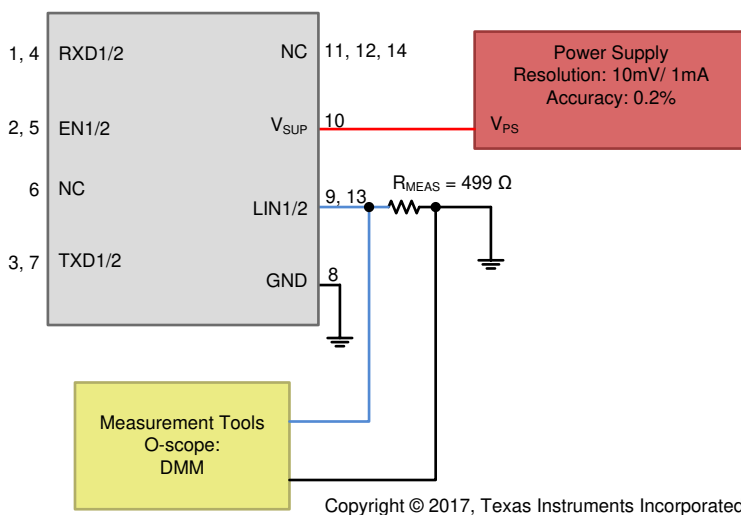 1, 4 RXD1/2 NC 11, 12, 14
2, 5 EN1/2 VSUP 10
6 NC
LIN1/2 9, 13
3, 7 TXD1/2
GND 8
RMEAS = 499 Ω
Power Supply
Resolution: 10mV/ 1mA
Accuracy: 0.2%
VPS
Measurement Tools
O-scope:
DMM
Copyright © 2017, Texas Instruments Incorporated